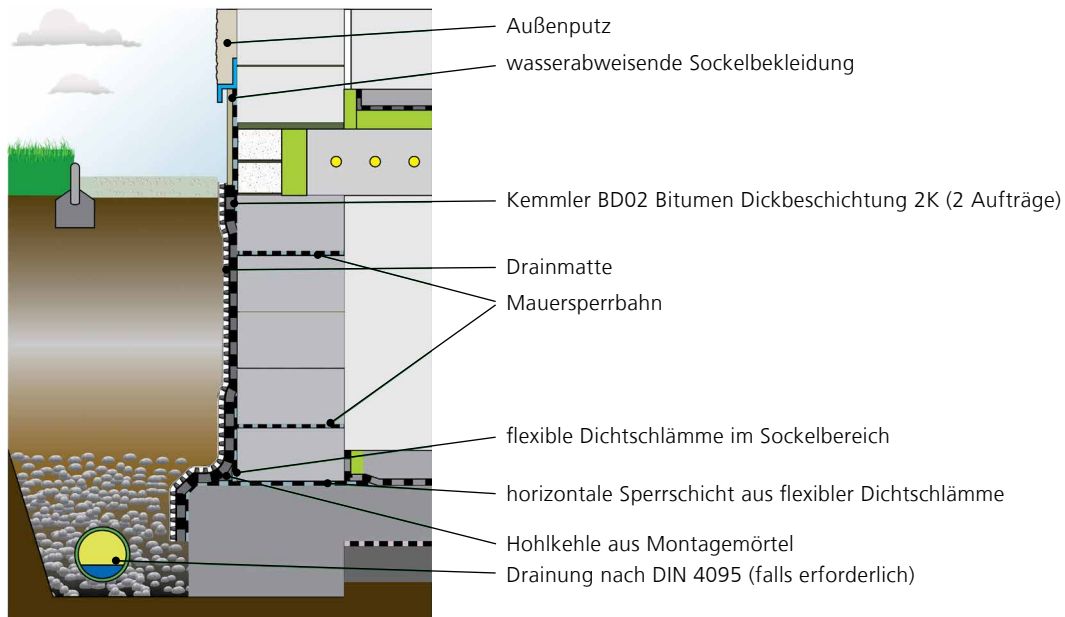 Außenputz
wasserabweisende Sockelbekleidung
Kemmler BD02 Bitumen Dickbeschichtung 2K (2 Aufträge)
Drainmatte
Mauersperrbahn
flexible Dichtschlämme im Sockelbereich
horizontale Sperrschicht aus flexibler Dichtschlämme
Hohlkehle aus Montagemörtel
Drainung nach DIN 4095 (falls erforderlich)